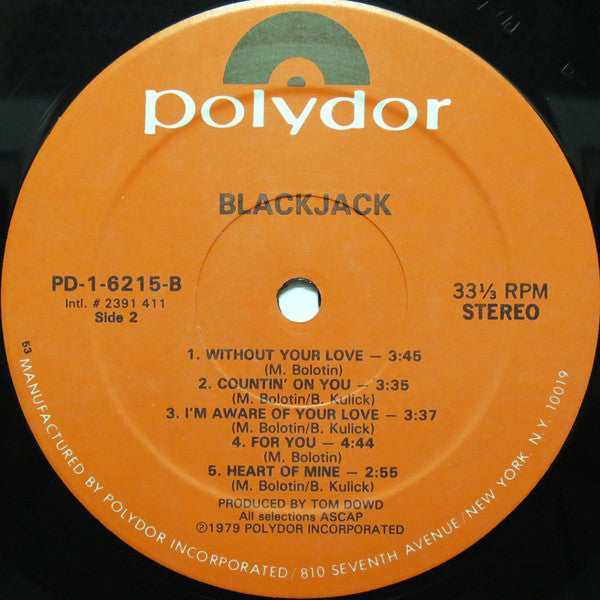 polydor
BLACKJACK
PD-1-6215-B
Intl. # 2391 411
Side 2
33⅓ RPM
STEREO
1. WITHOUT YOUR LOVE — 3:45
(M. Bolotin)
2. COUNTIN' ON YOU — 3:35
(M. Bolotin/B. Kulick)
3. I'M AWARE OF YOUR LOVE — 3:37
(M. Bolotin/B. Kulick)
4. FOR YOU — 4:44
(M. Bolotin)
5. HEART OF MINE — 2:55
(M. Bolotin/B. Kulick)
PRODUCED BY TOM DOWD
All selections ASCAP
℗1979 POLYDOR INCORPORATED
53 MANUFACTURED BY POLYDOR INCORPORATED/810 SEVENTH AVENUE/NEW YORK, N.Y. 10019